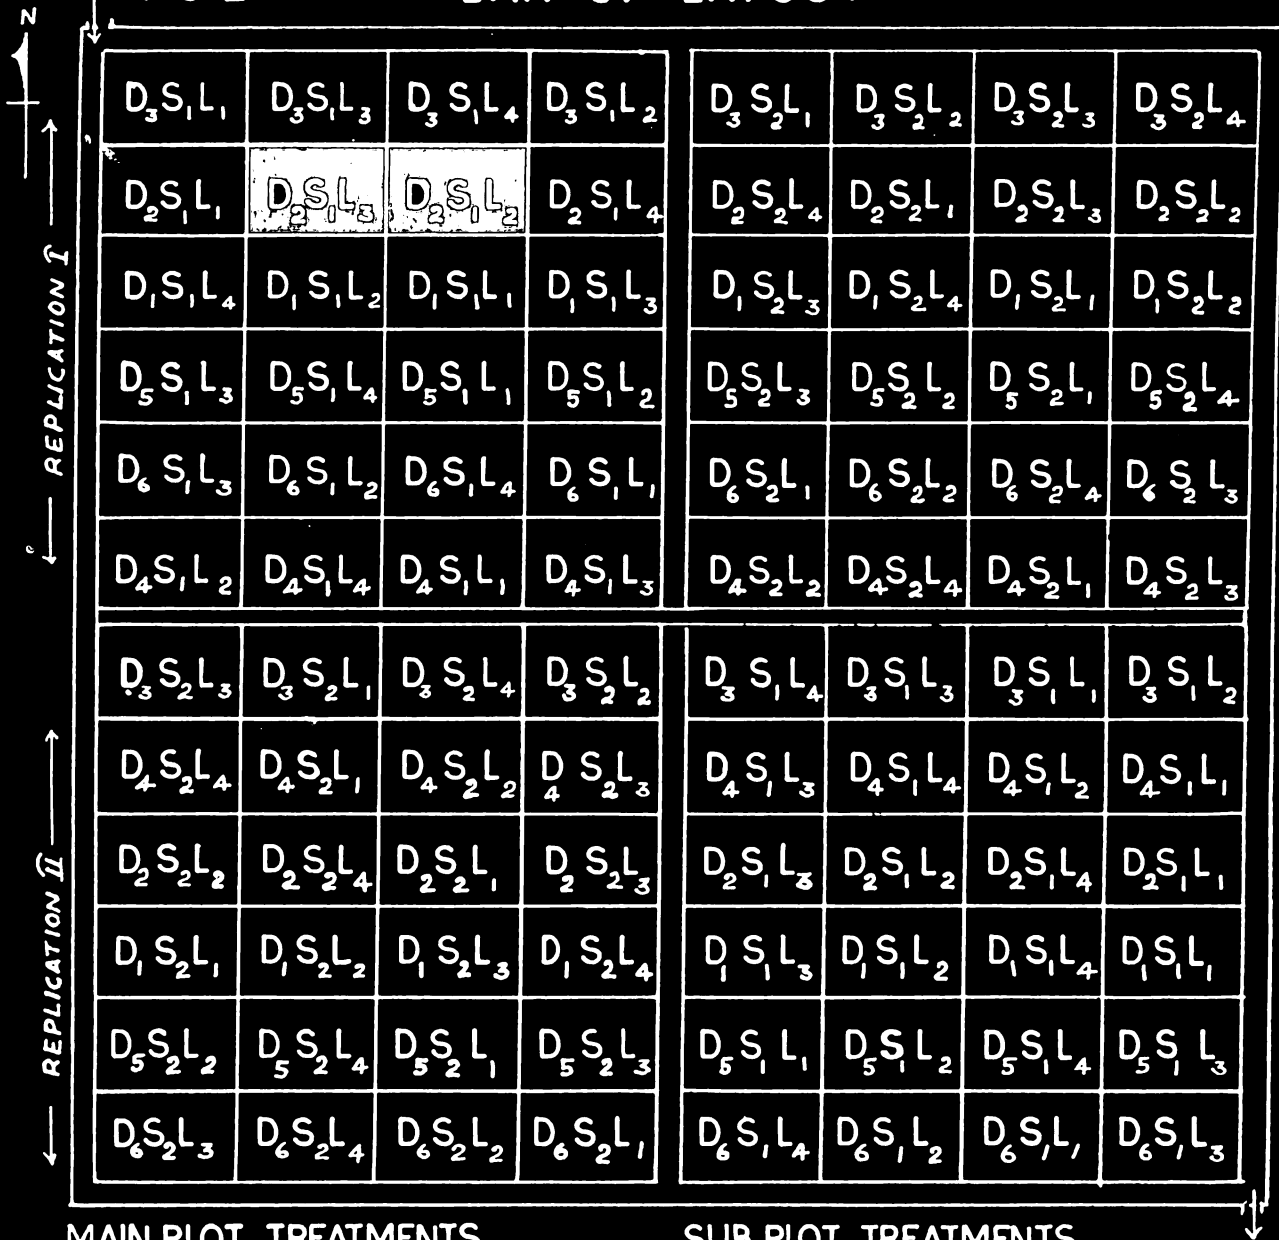 N
D₃S₁L₁ D₃S₁L₃ D₃S₁L₄ D₃S₁L₂ D₃S₂L₁ D₃S₂L₂ D₃S₂L₃ D₃S₂L₄
D₂S₁L₁ D₂S₁L₃ D₂S₁L₂ D₂S₁L₄ D₂S₂L₄ D₂S₂L₁ D₂S₂L₃ D₂S₂L₂
D₁S₁L₄ D₁S₁L₂ D₁S₁L₁ D₁S₁L₃ D₁S₂L₃ D₁S₂L₄ D₁S₂L₁ D₁S₂L₂
D₅S₁L₃ D₅S₁L₄ D₅S₁L₁ D₅S₁L₂ D₅S₂L₃ D₅S₂L₂ D₅S₂L₁ D₅S₂L₄
D₆S₁L₃ D₆S₁L₂ D₆S₁L₄ D₆S₁L₁ D₆S₂L₁ D₆S₂L₂ D₆S₂L₄ D₆S₂L₃
D₄S₁L₂ D₄S₁L₄ D₄S₁L₁ D₄S₁L₃ D₄S₂L₂ D₄S₂L₄ D₄S₂L₁ D₄S₂L₃
REPLICATION I
D₃S₂L₃ D₃S₂L₁ D₃S₂L₄ D₃S₂L₂ D₃S₁L₄ D₃S₁L₃ D₃S₁L₁ D₃S₁L₂
D₄S₂L₄ D₄S₂L₁ D₄S₂L₂ D₄S₂L₃ D₄S₁L₃ D₄S₁L₄ D₄S₁L₂ D₄S₁L₁
D₂S₂L₂ D₂S₂L₄ D₂S₂L₁ D₂S₂L₃ D₂S₁L₃ D₂S₁L₂ D₂S₁L₄ D₂S₁L₁
D₁S₂L₁ D₁S₂L₂ D₁S₂L₃ D₁S₂L₄ D₁S₁L₃ D₁S₁L₂ D₁S₁L₄ D₁S₁L₁
D₅S₂L₂ D₅S₂L₄ D₅S₂L₁ D₅S₂L₃ D₅S₁L₁ D₅S₁L₂ D₅S₁L₄ D₅S₁L₃
D₆S₂L₃ D₆S₂L₄ D₆S₂L₂ D₆S₂L₁ D₆S₁L₄ D₆S₁L₂ D₆S₁L₁ D₆S₁L₃
REPLICATION II
MAIN PLOT TREATMENTS SUB PLOT TREATMENTS